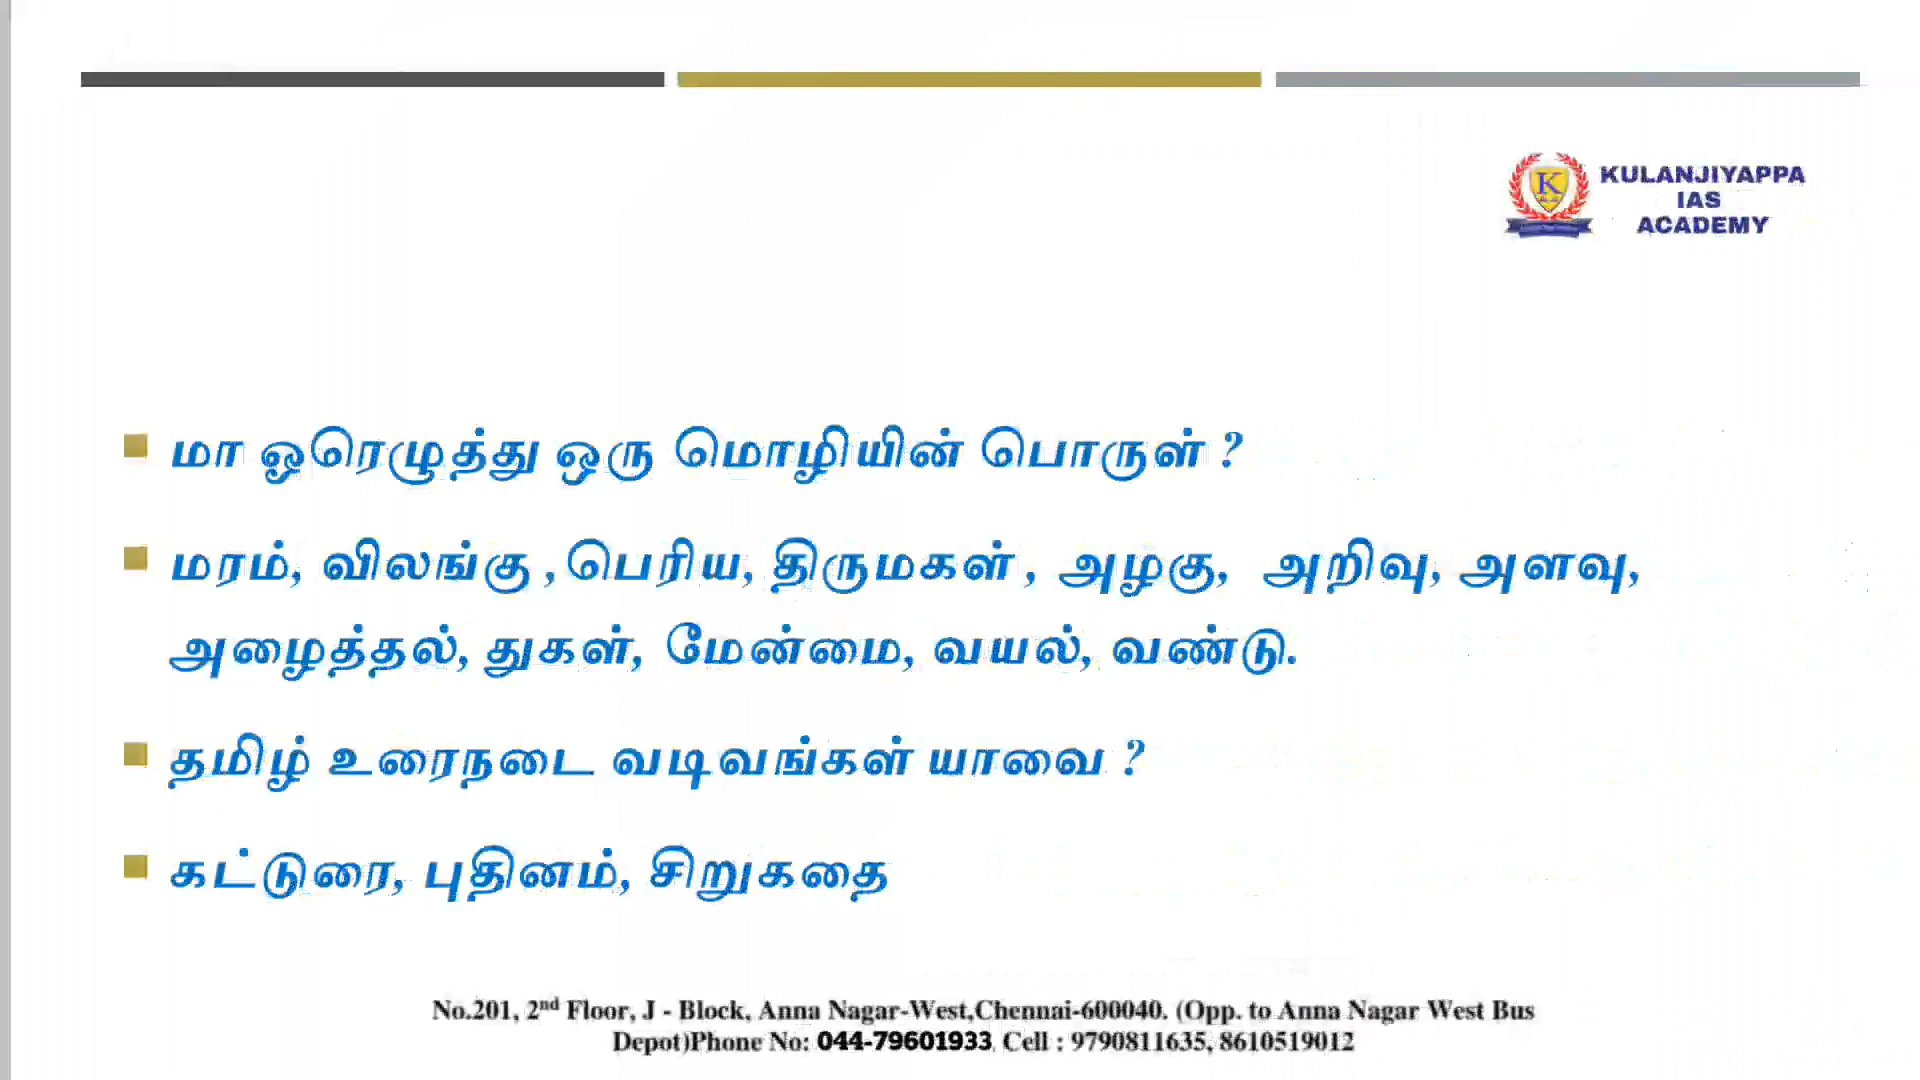 KULANJIYAPPA
IAS
ACADEMY
மா ஓரெழுத்து ஒரு மொழியின் பொருள் ?
மரம், விலங்கு , பெரிய, திருமகள் , அழகு, அறிவு, அளவு,
அழைத்தல், துகள், மேன்மை, வயல், வண்டு.
தமிழ் உரைநடை வடிவங்கள் யாவை ?
கட்டுரை, புதினம், சிறுகதை
No.201, 2nd Floor, J - Block, Anna Nagar-West,Chennai-600040. (Opp. to Anna Nagar West Bus
Depot)Phone No: 044-79601933, Cell : 9790811635, 8610519012